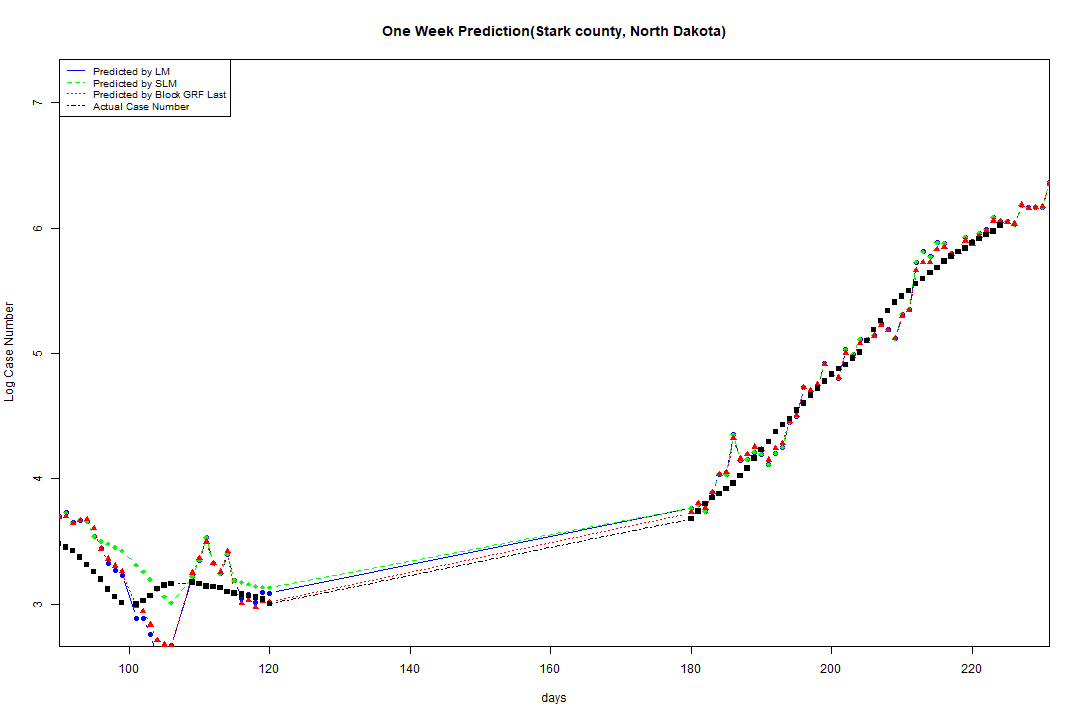 One Week Prediction(Stark county, North Dakota)
Predicted by LM
Predicted by SLM
Predicted by Block GRF Last
Actual Case Number
7
6
5
4
3
Log Case Number
100 120 140 160 180 200 220
days